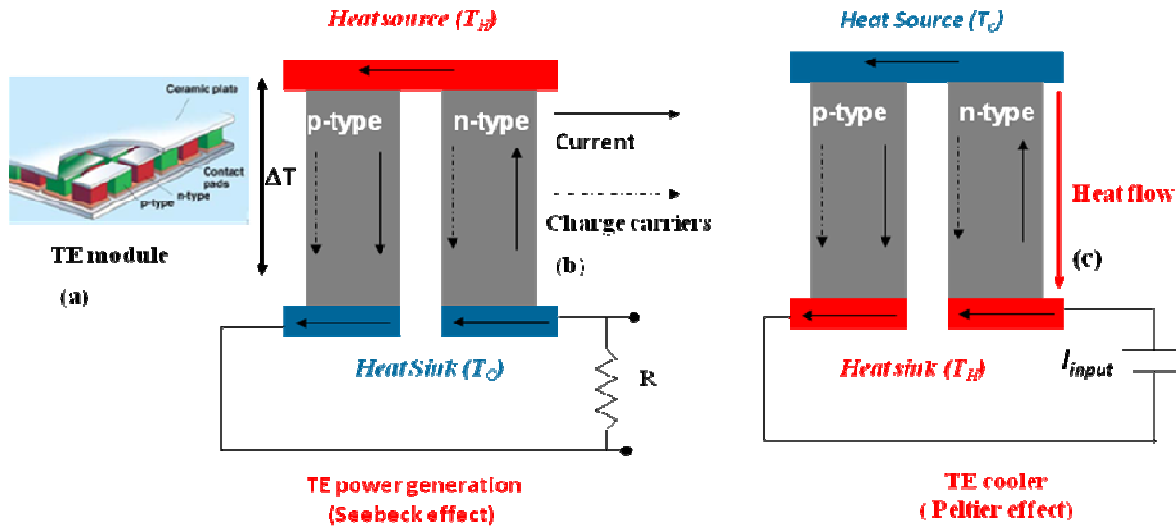 Ceramic plate
Contact
pads
n-type
p-type
TE module
(a)
Heat source (T_H)
ΔT
p-type
n-type
Current
Charge carriers
(b)
Heat Sink (T_C)
R
TE power generation
(Seebeck effect)
Heat Source (T_C)
p-type
n-type
Heat flow
(c)
Heat sink (T_H)
I_input
TE cooler
( Peltier effect)